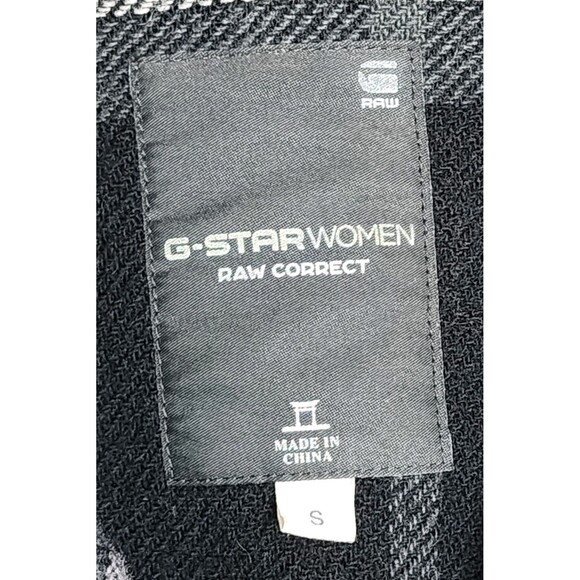 RAW
G-STARWOMEN
RAW CORRECT
MADE IN
CHINA
S